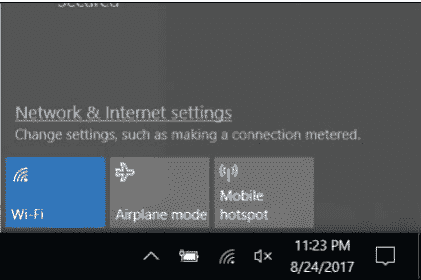 Secured
Network & Internet settings
Change settings, such as making a connection metered.
Wi-Fi
Airplane mode
Mobile
hotspot
11:23 PM
8/24/2017